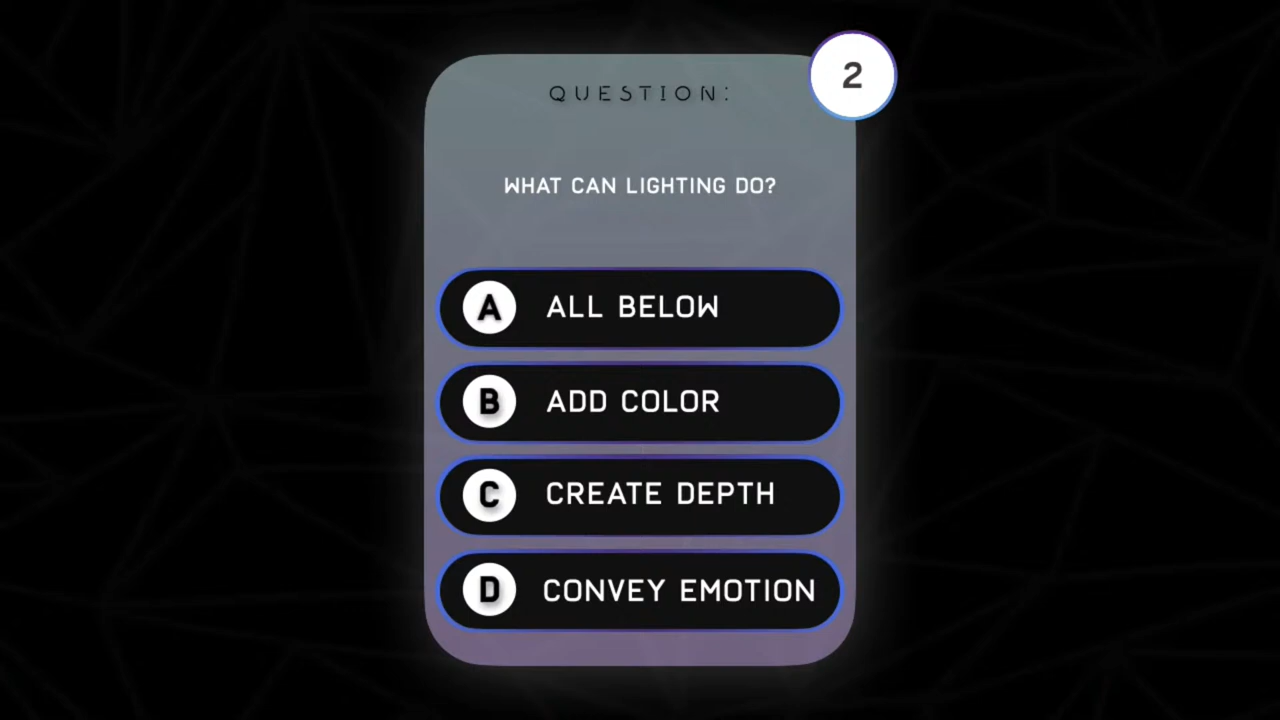 QUESTION:
2
WHAT CAN LIGHTING DO?
A ALL BELOW
B ADD COLOR
C CREATE DEPTH
D CONVEY EMOTION